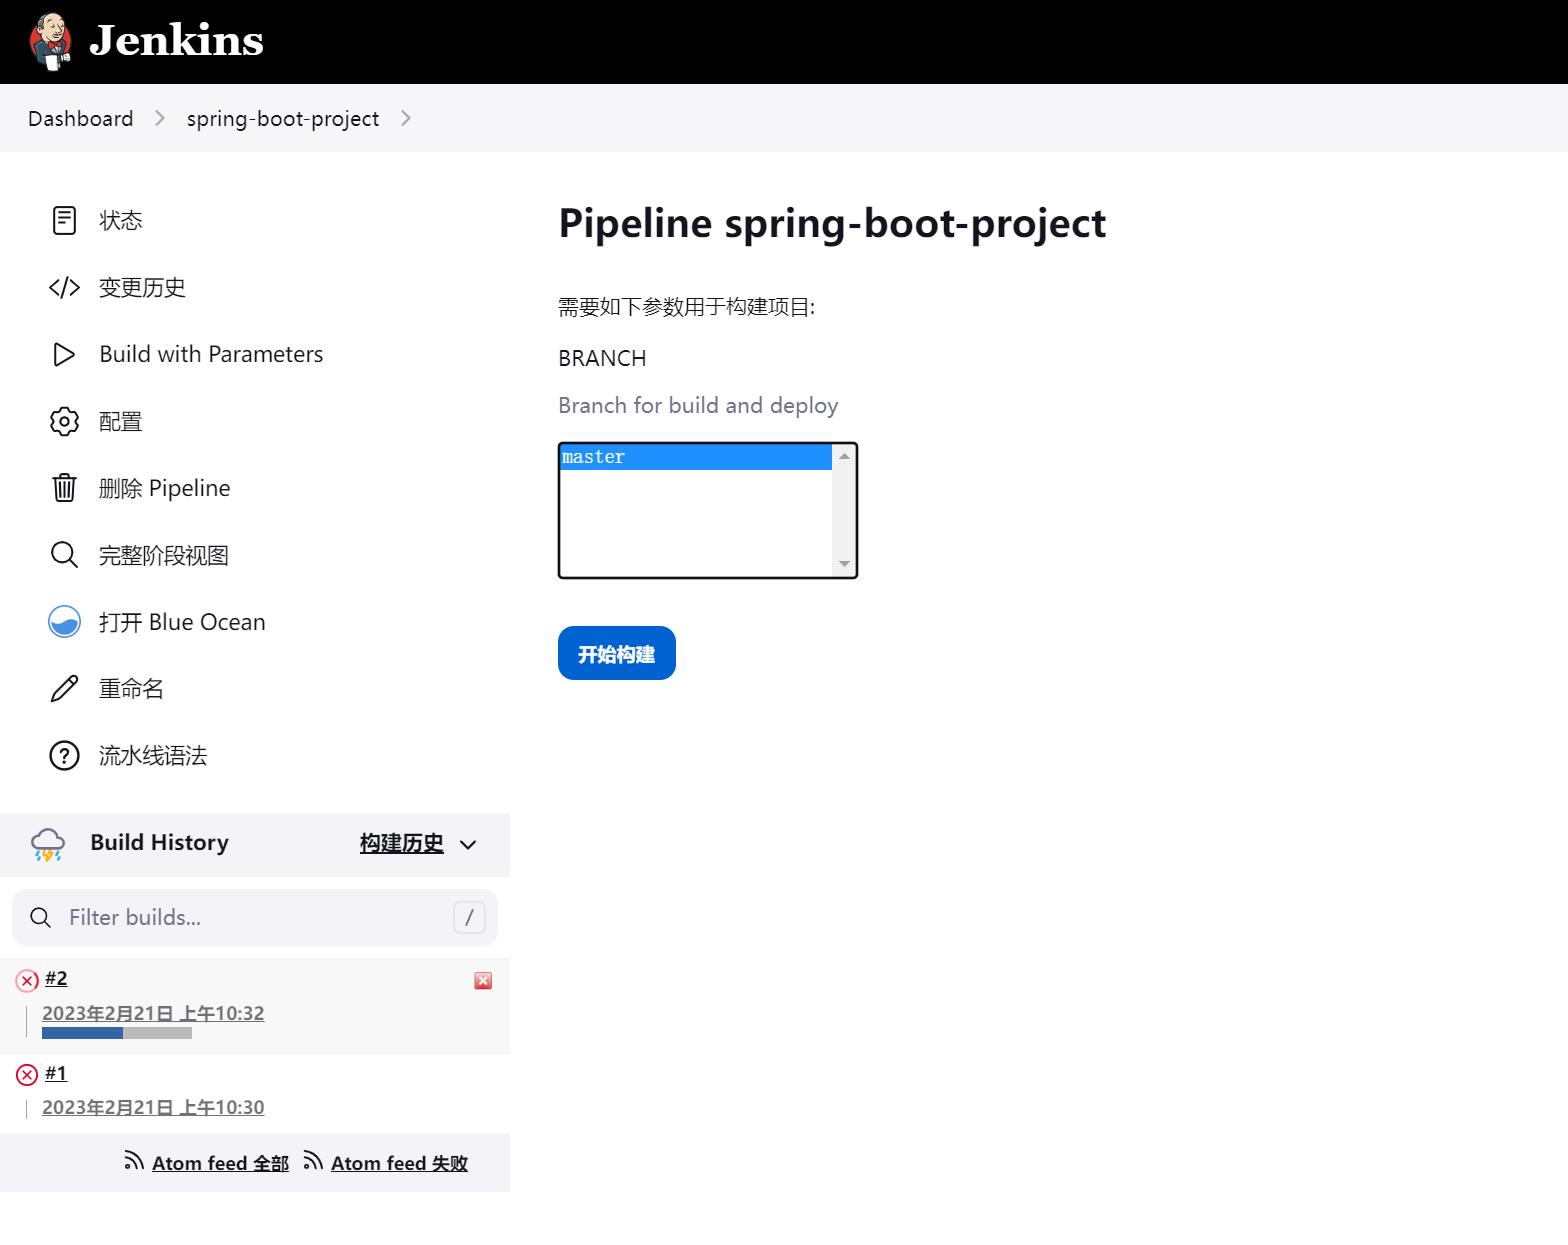 Jenkins
Dashboard
spring-boot-project
状态
变更历史
Build with Parameters
配置
删除 Pipeline
完整阶段视图
打开 Blue Ocean
重命名
流水线语法
Build History
构建历史
Filter builds...
/
#2
2023年2月21日 上午10:32
#1
2023年2月21日 上午10:30
Atom feed 全部
Atom feed 失败
Pipeline spring-boot-project
需要如下参数用于构建项目:
BRANCH
Branch for build and deploy
master
开始构建